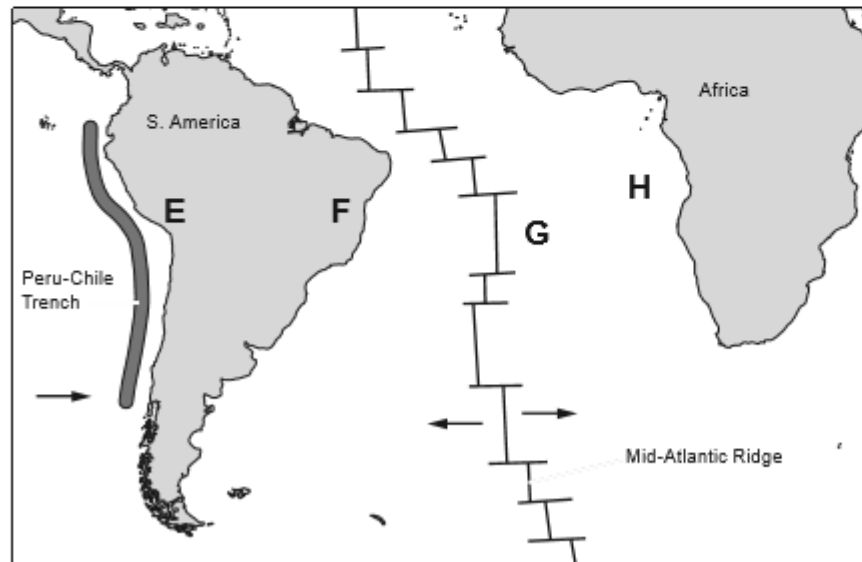 Africa
S. America
E
F
H
G
Peru-Chile
Trench
Mid-Atlantic Ridge